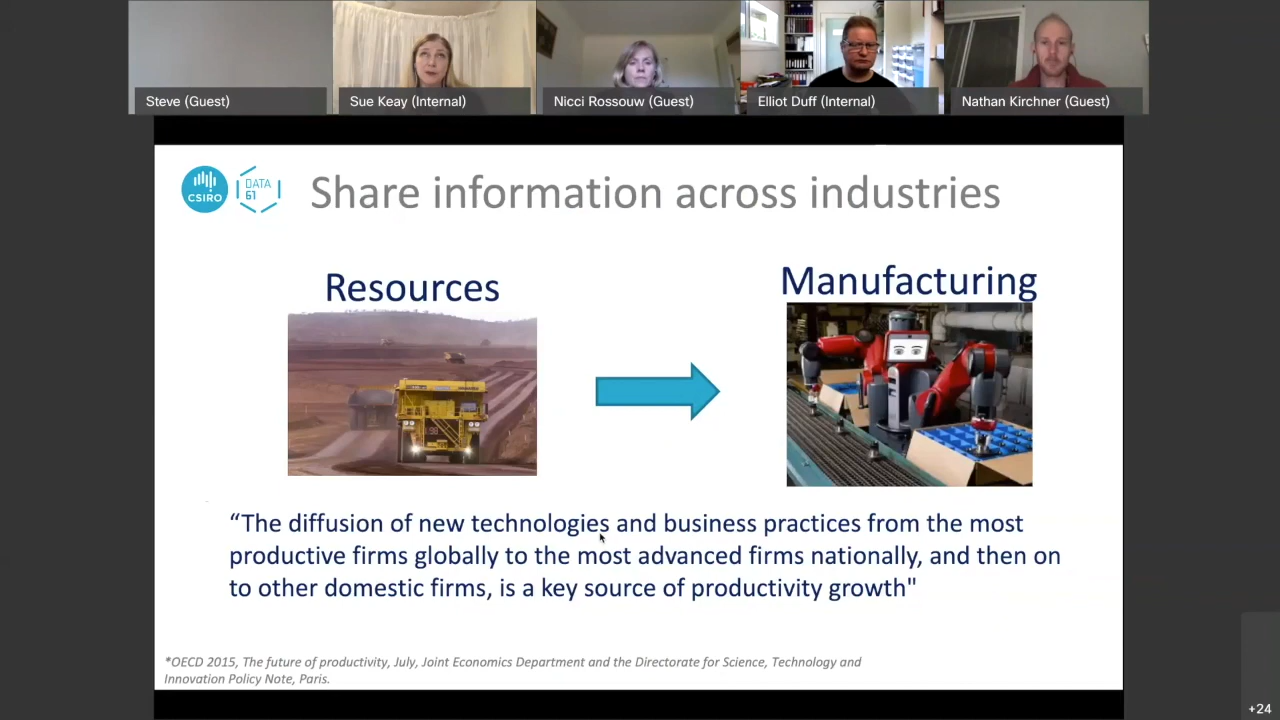 Steve (Guest)
Sue Keay (Internal)
Nicci Rossouw (Guest)
Elliot Duff (Internal)
Nathan Kirchner (Guest)
CSIRO
DATA
61
Share information across industries
Resources
Manufacturing
“The diffusion of new technologies and business practices from the most
productive firms globally to the most advanced firms nationally, and then on
to other domestic firms, is a key source of productivity growth"
*OECD 2015, The future of productivity, July, Joint Economics Department and the Directorate for Science, Technology and
Innovation Policy Note, Paris.
+24